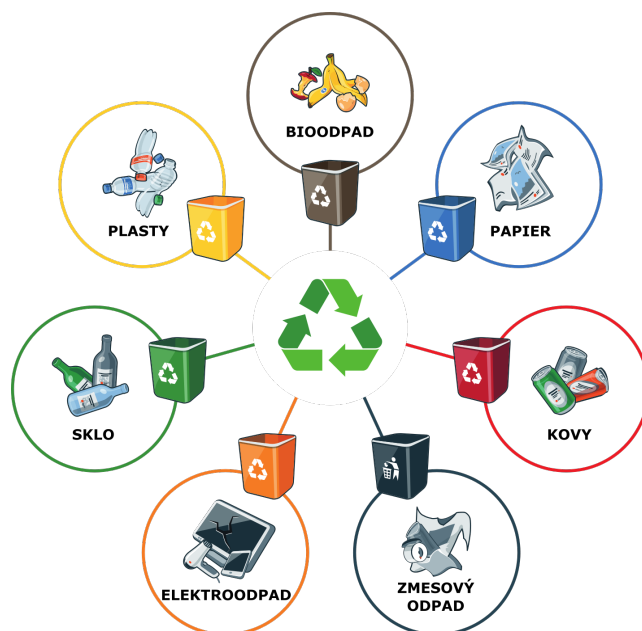 BIOODPAD
PLASTY
PAPIER
SKLO
KOVY
ELEKTROODPAD
ZMESOVÝ
ODPAD